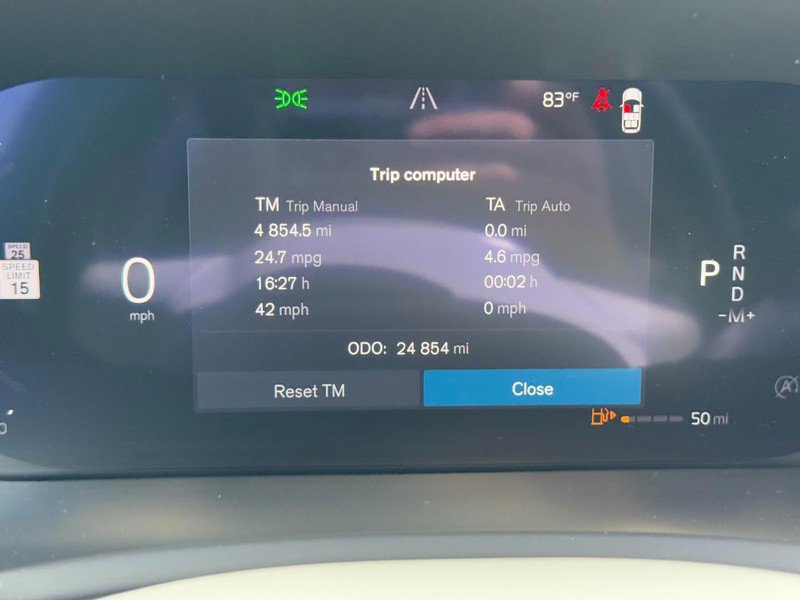 83°F
Trip computer
TM Trip Manual
4 854.5 mi
24.7 mpg
16:27 h
42 mph
TA Trip Auto
0.0 mi
4.6 mpg
00:02 h
0 mph
ODO: 24 854 mi
Reset TM
Close
SPEED
25
SPEED
LIMIT
15
0
mph
P
R
N
D
-M+
A
50 mi